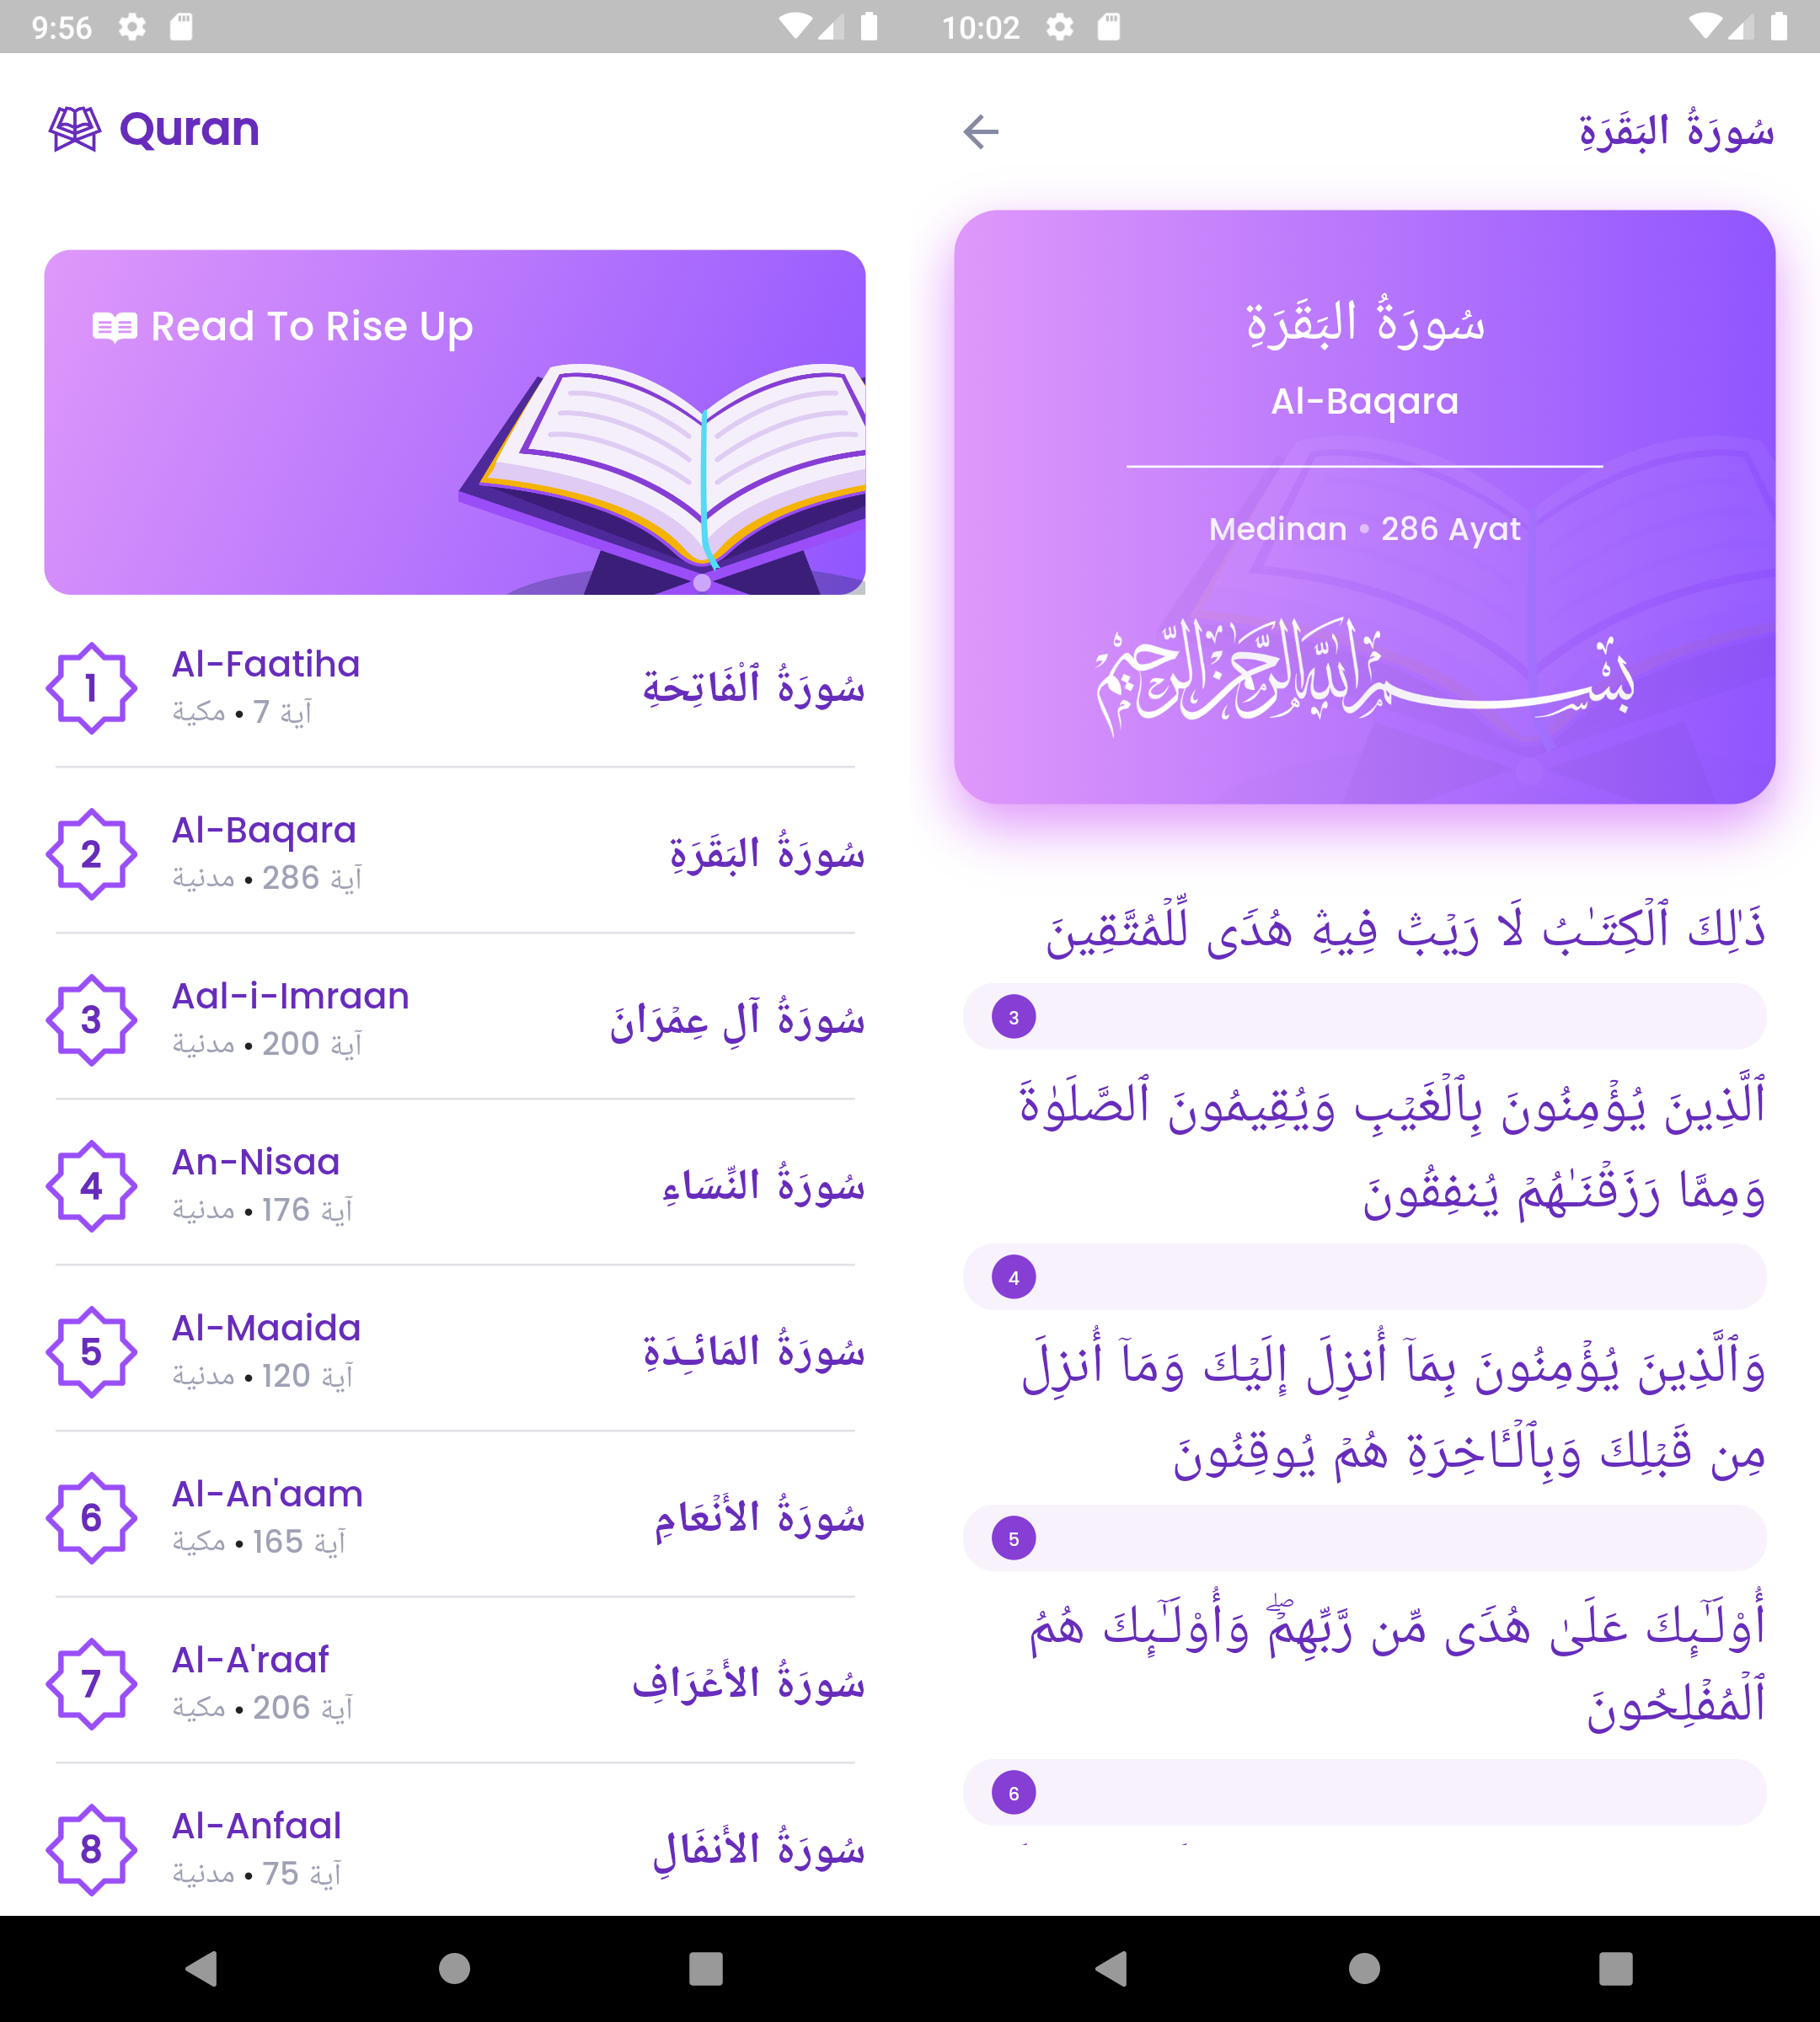 9:56
Quran
Read To Rise Up
1
Al-Faatiha
سُورَةُ ٱلْفَاتِحَةِ
مكية • 7 آية
2
Al-Baqara
سُورَةُ البَقَرَةِ
مدنية • 286 آية
3
Aal-i-Imraan
سُورَةُ آلِ عِمۡرَانَ
مدنية • 200 آية
4
An-Nisaa
سُورَةُ النِّسَاءِ
مدنية • 176 آية
5
Al-Maaida
سُورَةُ المَائـِدَةِ
مدنية • 120 آية
6
Al-An'aam
سُورَةُ الأَنۡعَامِ
مكية • 165 آية
7
Al-A'raaf
سُورَةُ الأَعۡرَافِ
مكية • 206 آية
8
Al-Anfaal
سُورَةُ الأَنفَالِ
مدنية • 75 آية
10:02
سُورَةُ البَقَرَةِ
سُورَةُ البَقَرَةِ
Al-Baqara
Medinan • 286 Ayat
بِسْمِ اللَّهِ الرَّحْمَٰنِ الرَّحِيمِ
ذَٰلِكَ ٱلۡكِتَـٰبُ لَا رَيۡبَۛ فِيهِۛ هُدࣰى لِّلۡمُتَّقِينَ
3
ٱلَّذِينَ يُؤۡمِنُونَ بِٱلۡغَيۡبِ وَيُقِيمُونَ ٱلصَّلَوٰةَ
وَمِمَّا رَزَقۡنَـٰهُمۡ يُنفِقُونَ
4
وَٱلَّذِينَ يُؤۡمِنُونَ بِمَاۤ أُنزِلَ إِلَيۡكَ وَمَاۤ أُنزِلَ
مِن قَبۡلِكَ وَبِٱلۡـَٔاخِرَةِ هُمۡ يُوقِنُونَ
5
أُو۟لَـٰۤىِٕكَ عَلَىٰ هُدࣰى مِّن رَّبِّهِمۡۖ وَأُو۟لَـٰۤىِٕكَ هُمُ
ٱلۡمُفۡلِحُونَ
6